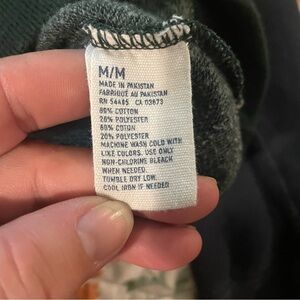 M/M
MADE IN PAKISTAN
FABRIQUÉ AU PAKISTAN
RN 54485 CA 03673
80% COTTON
20% POLYESTER
80% COTON
20% POLYESTER
MACHINE WASH COLD WITH
LIKE COLORS. USE ONLY
NON-CHLORINE BLEACH
WHEN NEEDED.
TUMBLE DRY LOW.
COOL IRON IF NEEDED